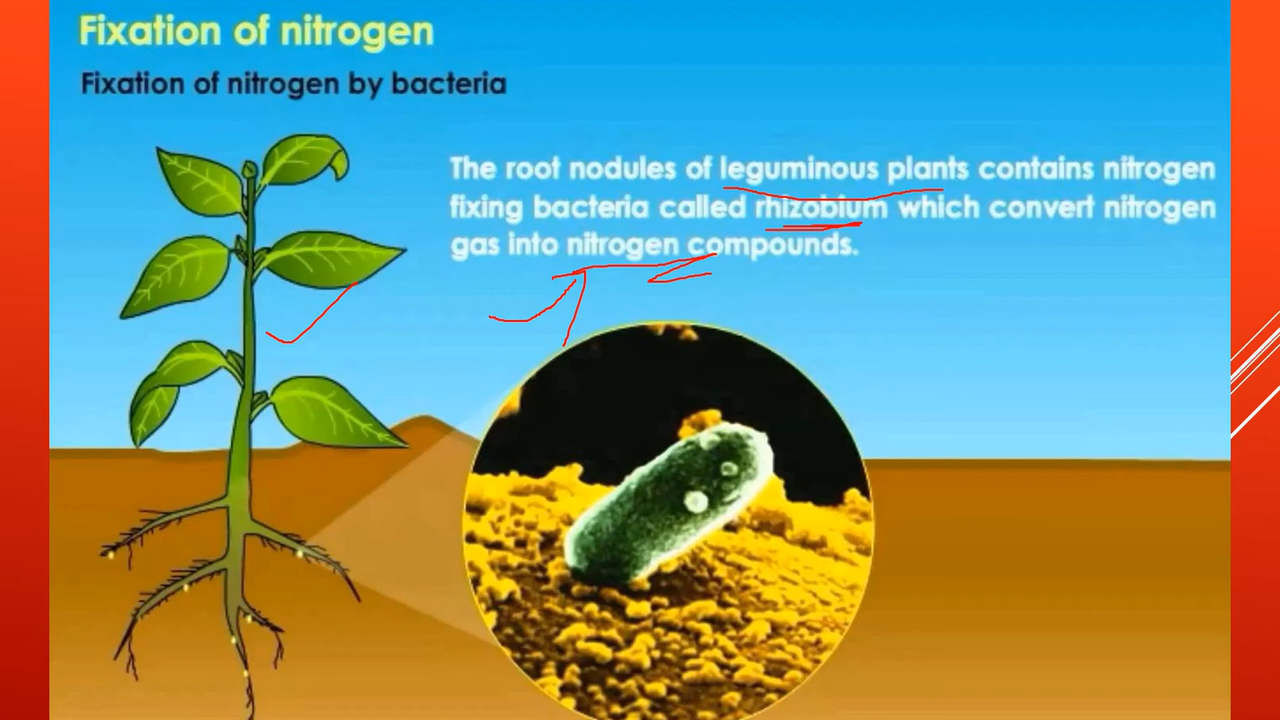 Fixation of nitrogen
Fixation of nitrogen by bacteria
The root nodules of leguminous plants contains nitrogen
fixing bacteria called rhizobium which convert nitrogen
gas into nitrogen compounds.